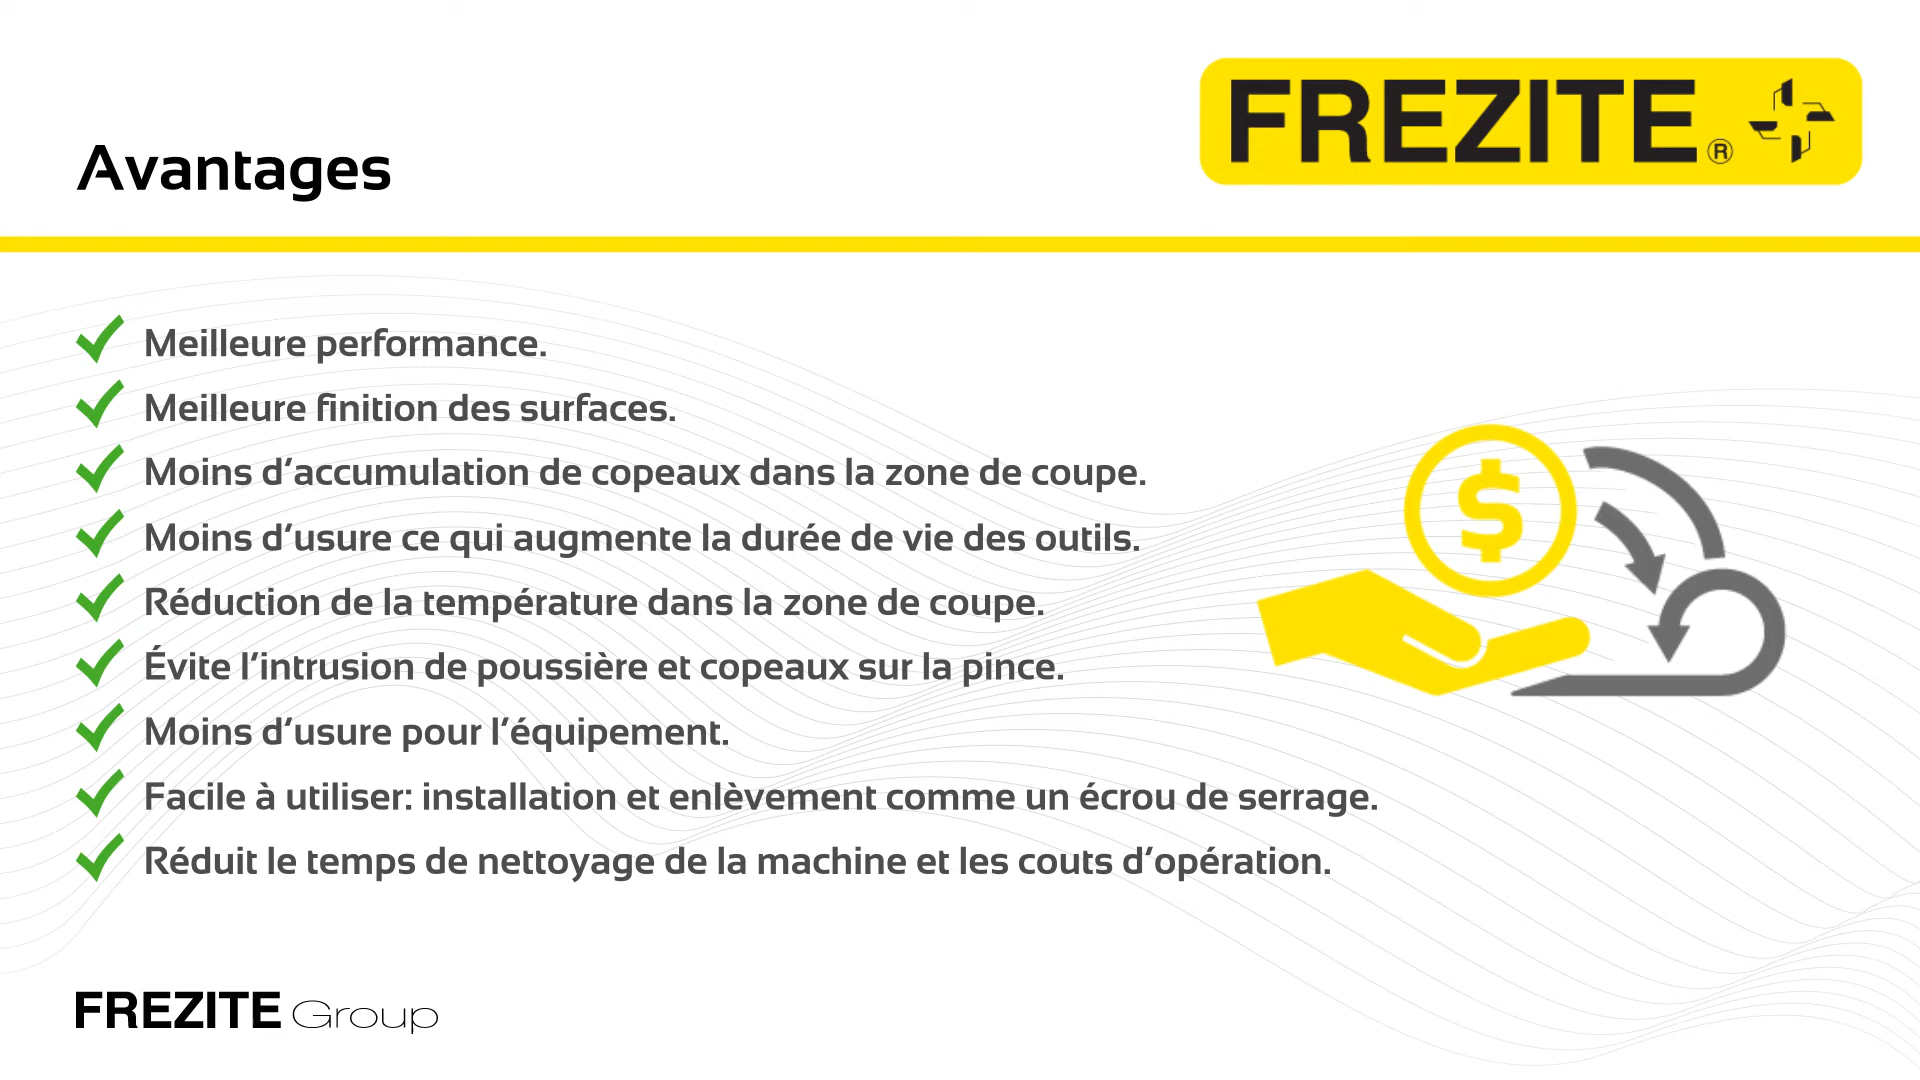 FREZITE®
Avantages
Meilleure performance.
Meilleure finition des surfaces.
Moins d’accumulation de copeaux dans la zone de coupe.
Moins d’usure ce qui augmente la durée de vie des outils.
Réduction de la température dans la zone de coupe.
Évite l’intrusion de poussière et copeaux sur la pince.
Moins d’usure pour l’équipement.
Facile à utiliser: installation et enlèvement comme un écrou de serrage.
Réduit le temps de nettoyage de la machine et les couts d’opération.
$
FREZITE Group